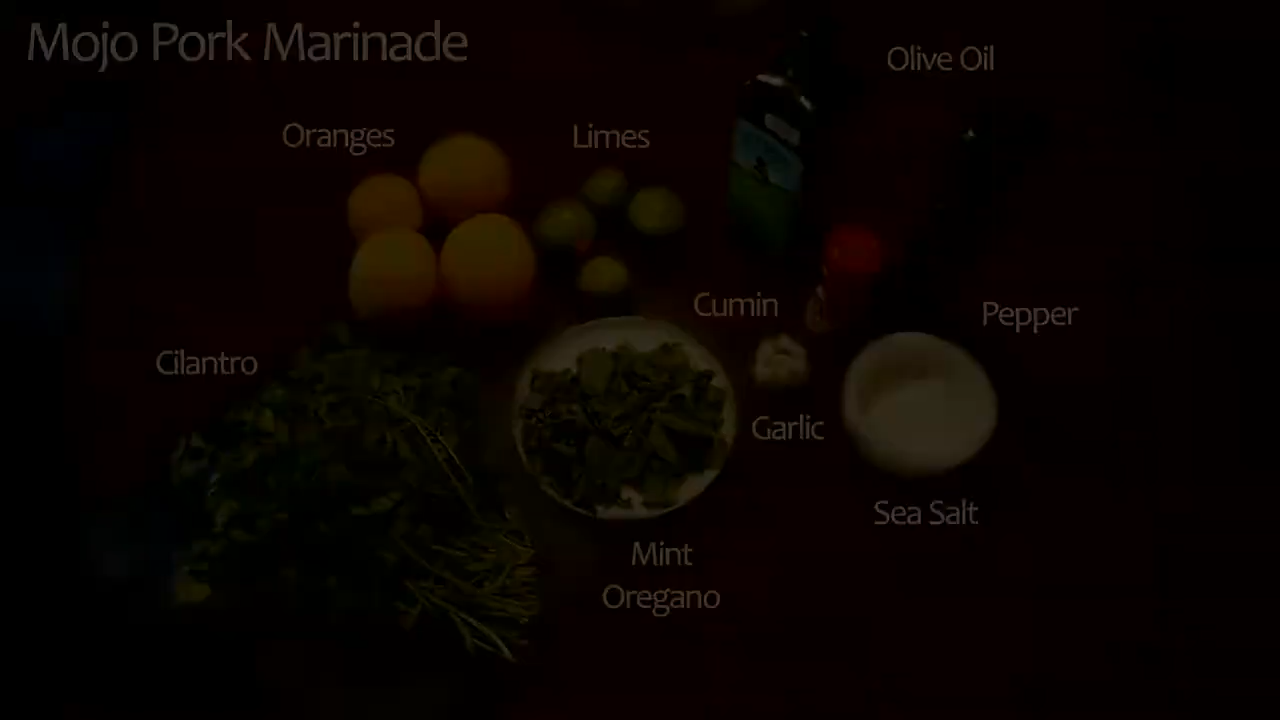 Mojo Pork Marinade
Olive Oil
Oranges
Limes
Cumin
Pepper
Cilantro
Garlic
Sea Salt
Mint
Oregano